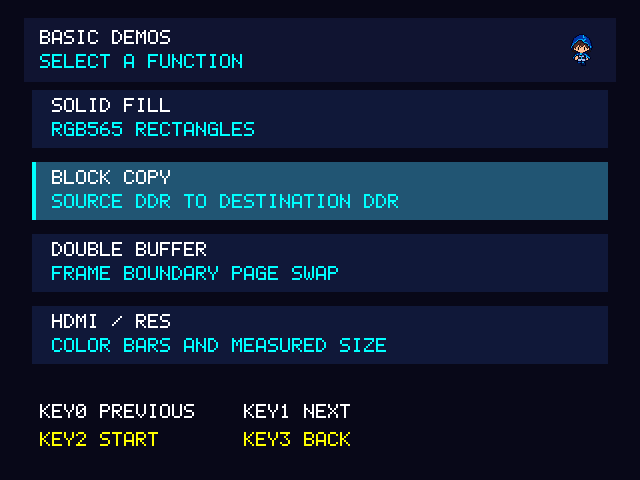 BASIC DEMOS
SELECT A FUNCTION
SOLID FILL
RGB565 RECTANGLES
BLOCK COPY
SOURCE DDR TO DESTINATION DDR
DOUBLE BUFFER
FRAME BOUNDARY PAGE SWAP
HDMI / RES
COLOR BARS AND MEASURED SIZE
KEY0 PREVIOUS KEY1 NEXT
KEY2 START KEY3 BACK